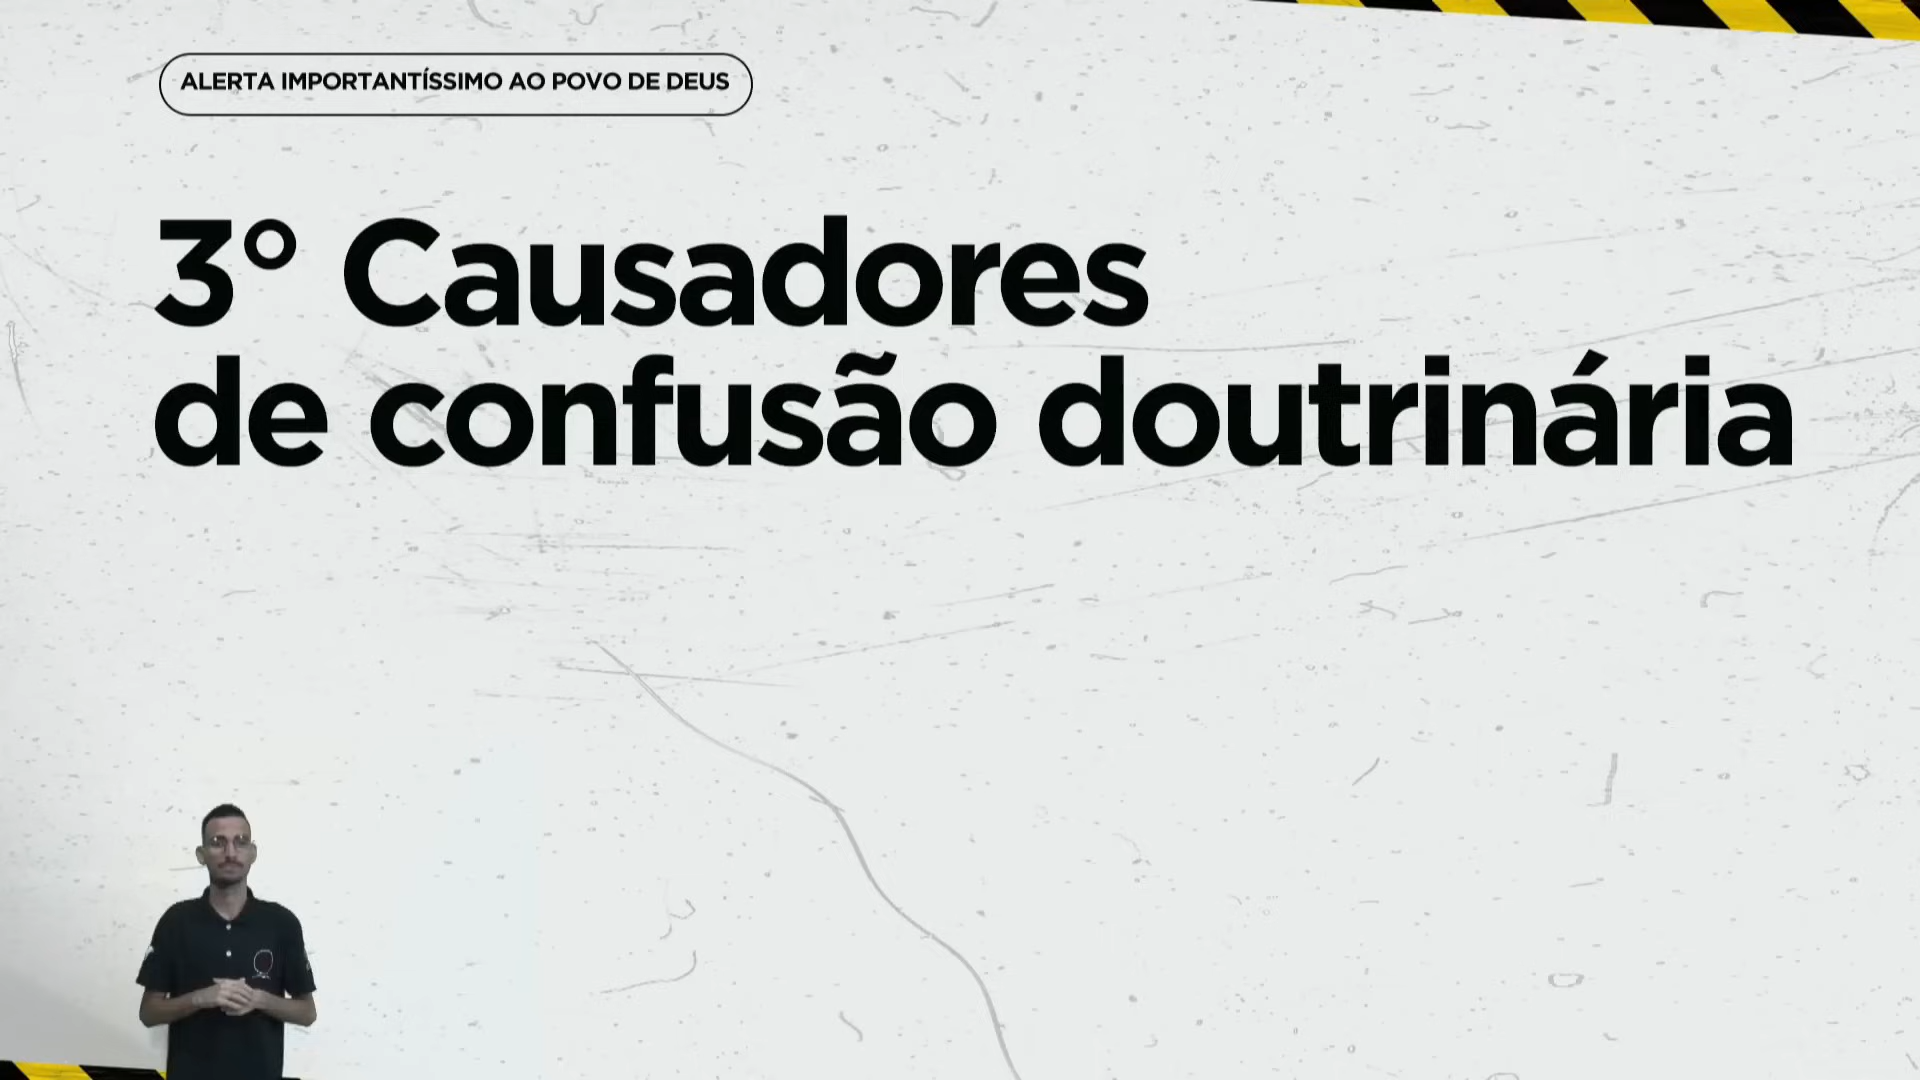 ALERTA IMPORTANTÍSSIMO AO POVO DE DEUS
3° Causadores
de confusão doutrinária